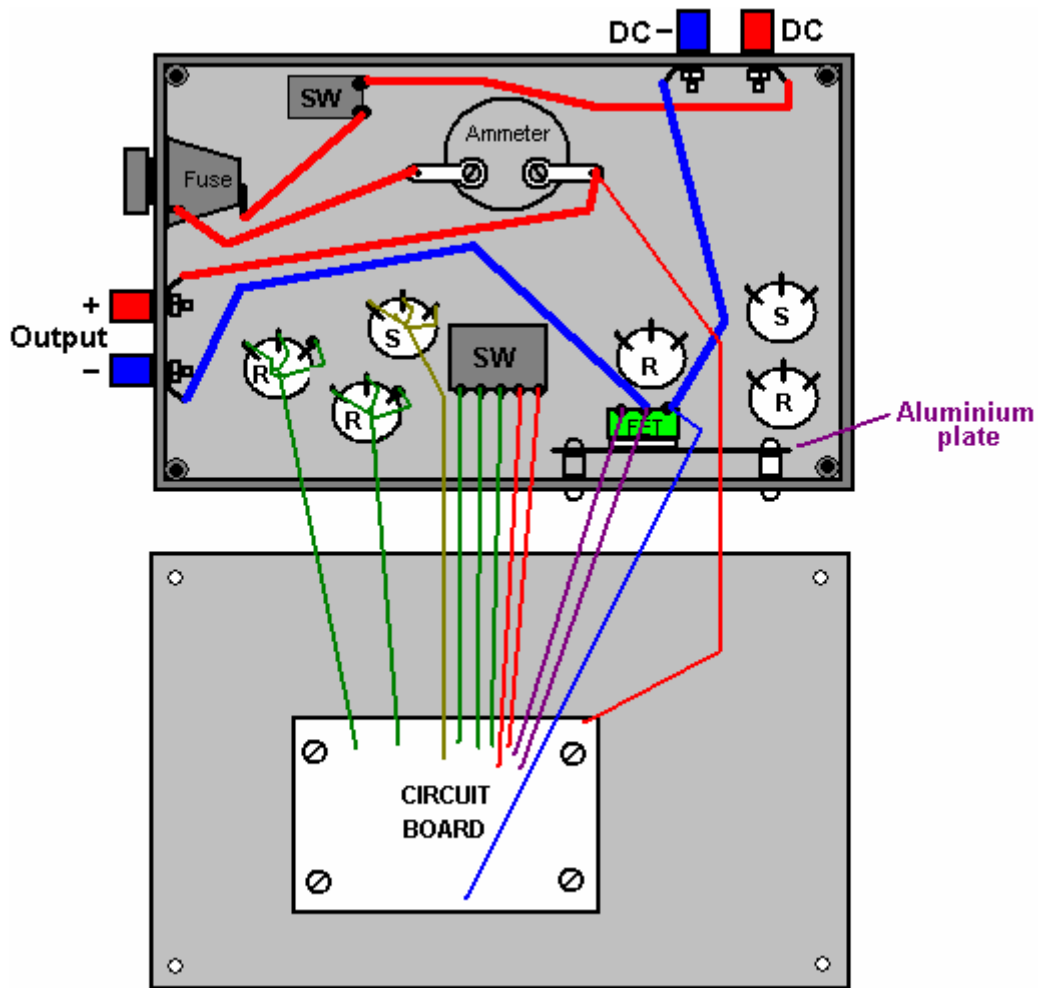 DC-
DC
SW
Ammeter
Fuse
+
Output
-
S
R
R
SW
R
S
R
FET
Aluminium
plate
CIRCUIT
BOARD